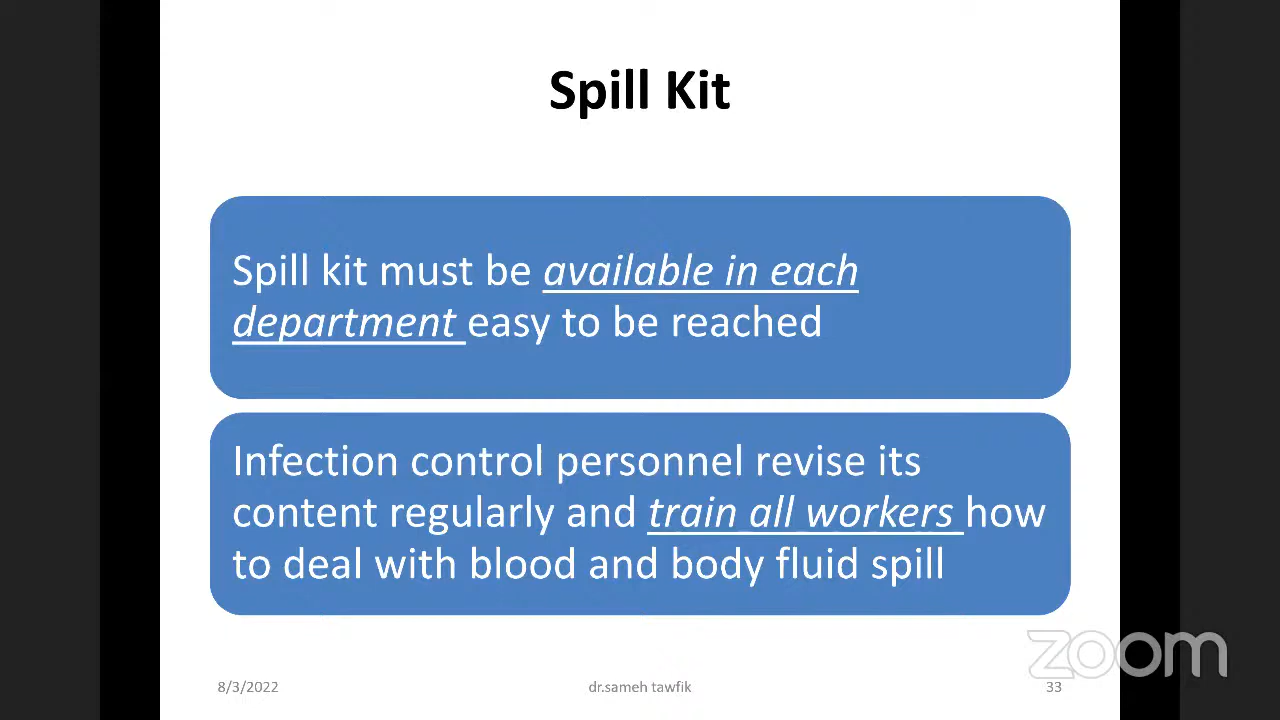 Spill Kit
Spill kit must be available in each
department easy to be reached
Infection control personnel revise its
content regularly and train all workers how
to deal with blood and body fluid spill
zoom
8/3/2022
dr.sameh tawfik
33